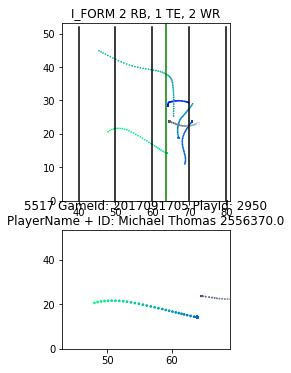 I_FORM 2 RB, 1 TE, 2 WR
50
40
30
20
10
0
40 50 60 70 80
5517 GameId: 2017091705 PlayId: 2950
PlayerName + ID: Michael Thomas 2556370.0
40
20
0
50 60